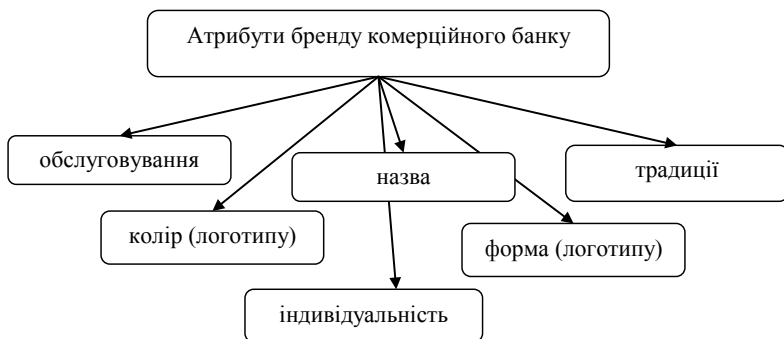 Атрибути бренду комерційного банку
обслуговування
назва
традиції
колір (логотипу)
форма (логотипу)
індивідуальність